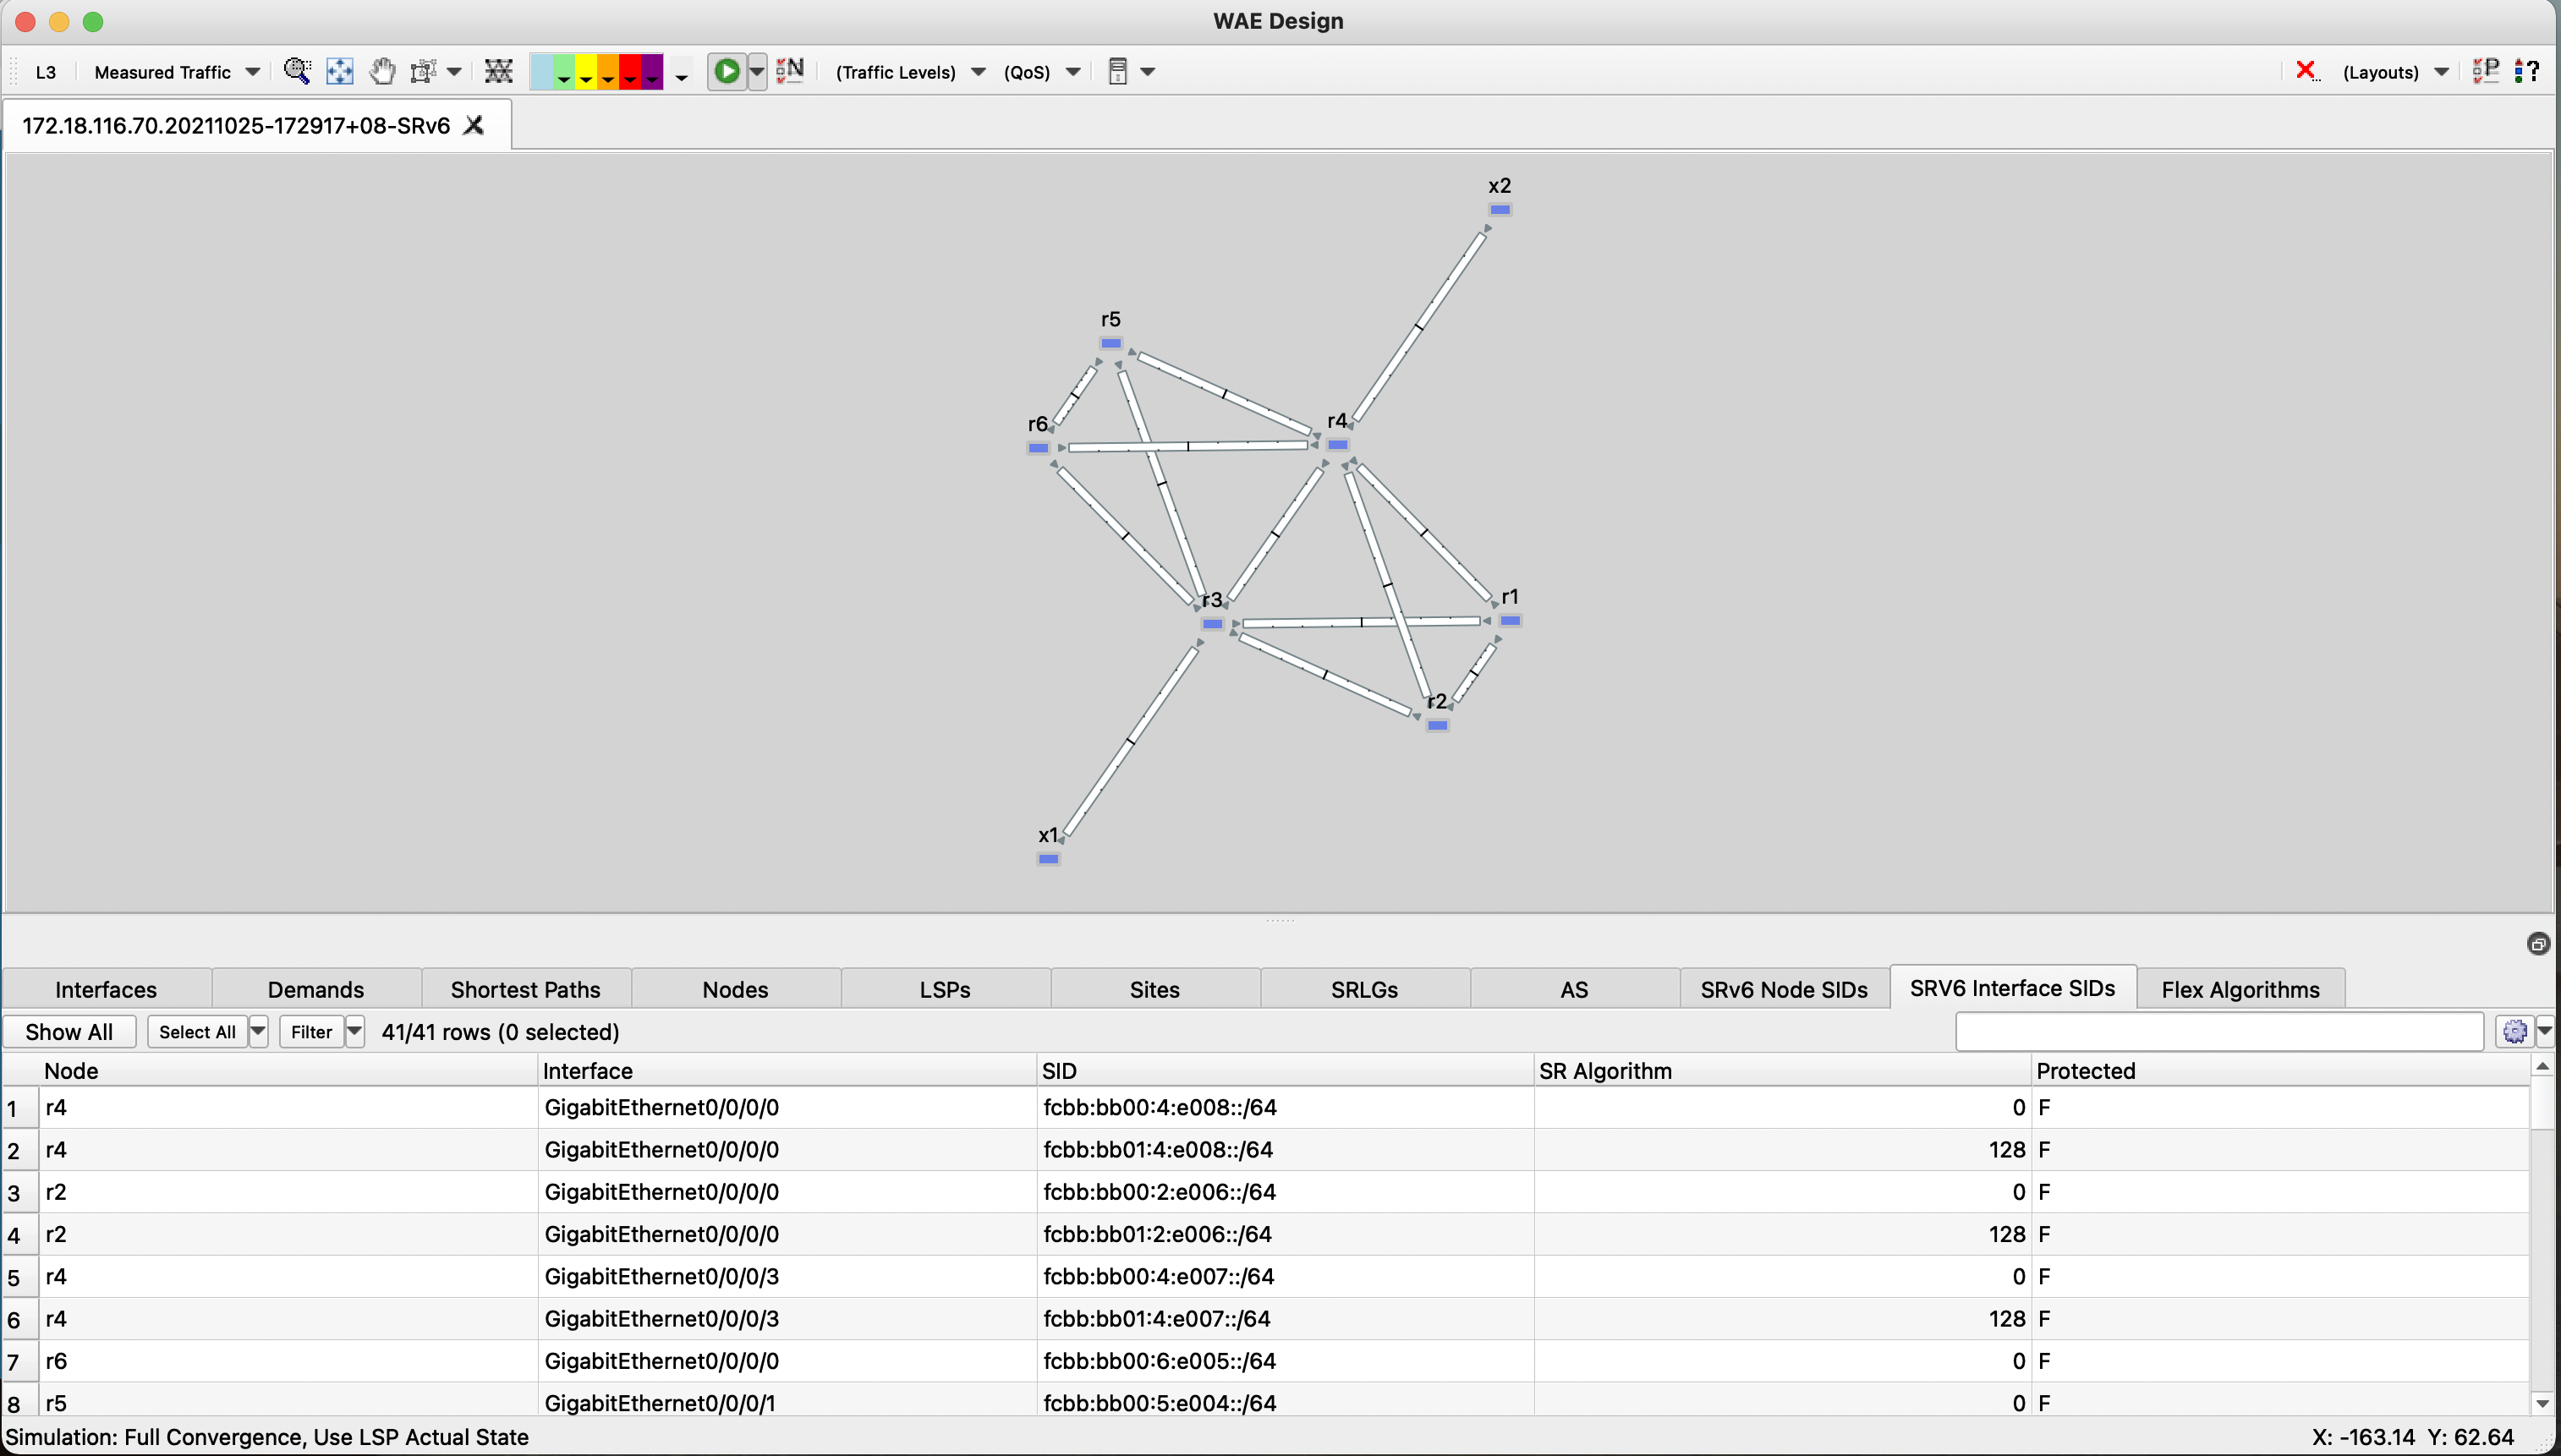 WAE Design
L3 Measured Traffic N (Traffic Levels) (QoS) (Layouts) P ?
172.18.116.70.20211025-172917+08-SRv6
x2
r5
r6
r4
r3
r1
r2
x1
Interfaces Demands Shortest Paths Nodes LSPs Sites SRLGs AS SRv6 Node SIDs SRV6 Interface SIDs Flex Algorithms
Show All Select All Filter 41/41 rows (0 selected)
Node Interface SID SR Algorithm Protected
1 r4 GigabitEthernet0/0/0/0 fcbb:bb00:4:e008::/64 0 F
2 r4 GigabitEthernet0/0/0/0 fcbb:bb01:4:e008::/64 128 F
3 r2 GigabitEthernet0/0/0/0 fcbb:bb00:2:e006::/64 0 F
4 r2 GigabitEthernet0/0/0/0 fcbb:bb01:2:e006::/64 128 F
5 r4 GigabitEthernet0/0/0/3 fcbb:bb00:4:e007::/64 0 F
6 r4 GigabitEthernet0/0/0/3 fcbb:bb01:4:e007::/64 128 F
7 r6 GigabitEthernet0/0/0/0 fcbb:bb00:6:e005::/64 0 F
8 r5 GigabitEthernet0/0/0/1 fcbb:bb00:5:e004::/64 0 F
Simulation: Full Convergence, Use LSP Actual State X: -163.14 Y: 62.64